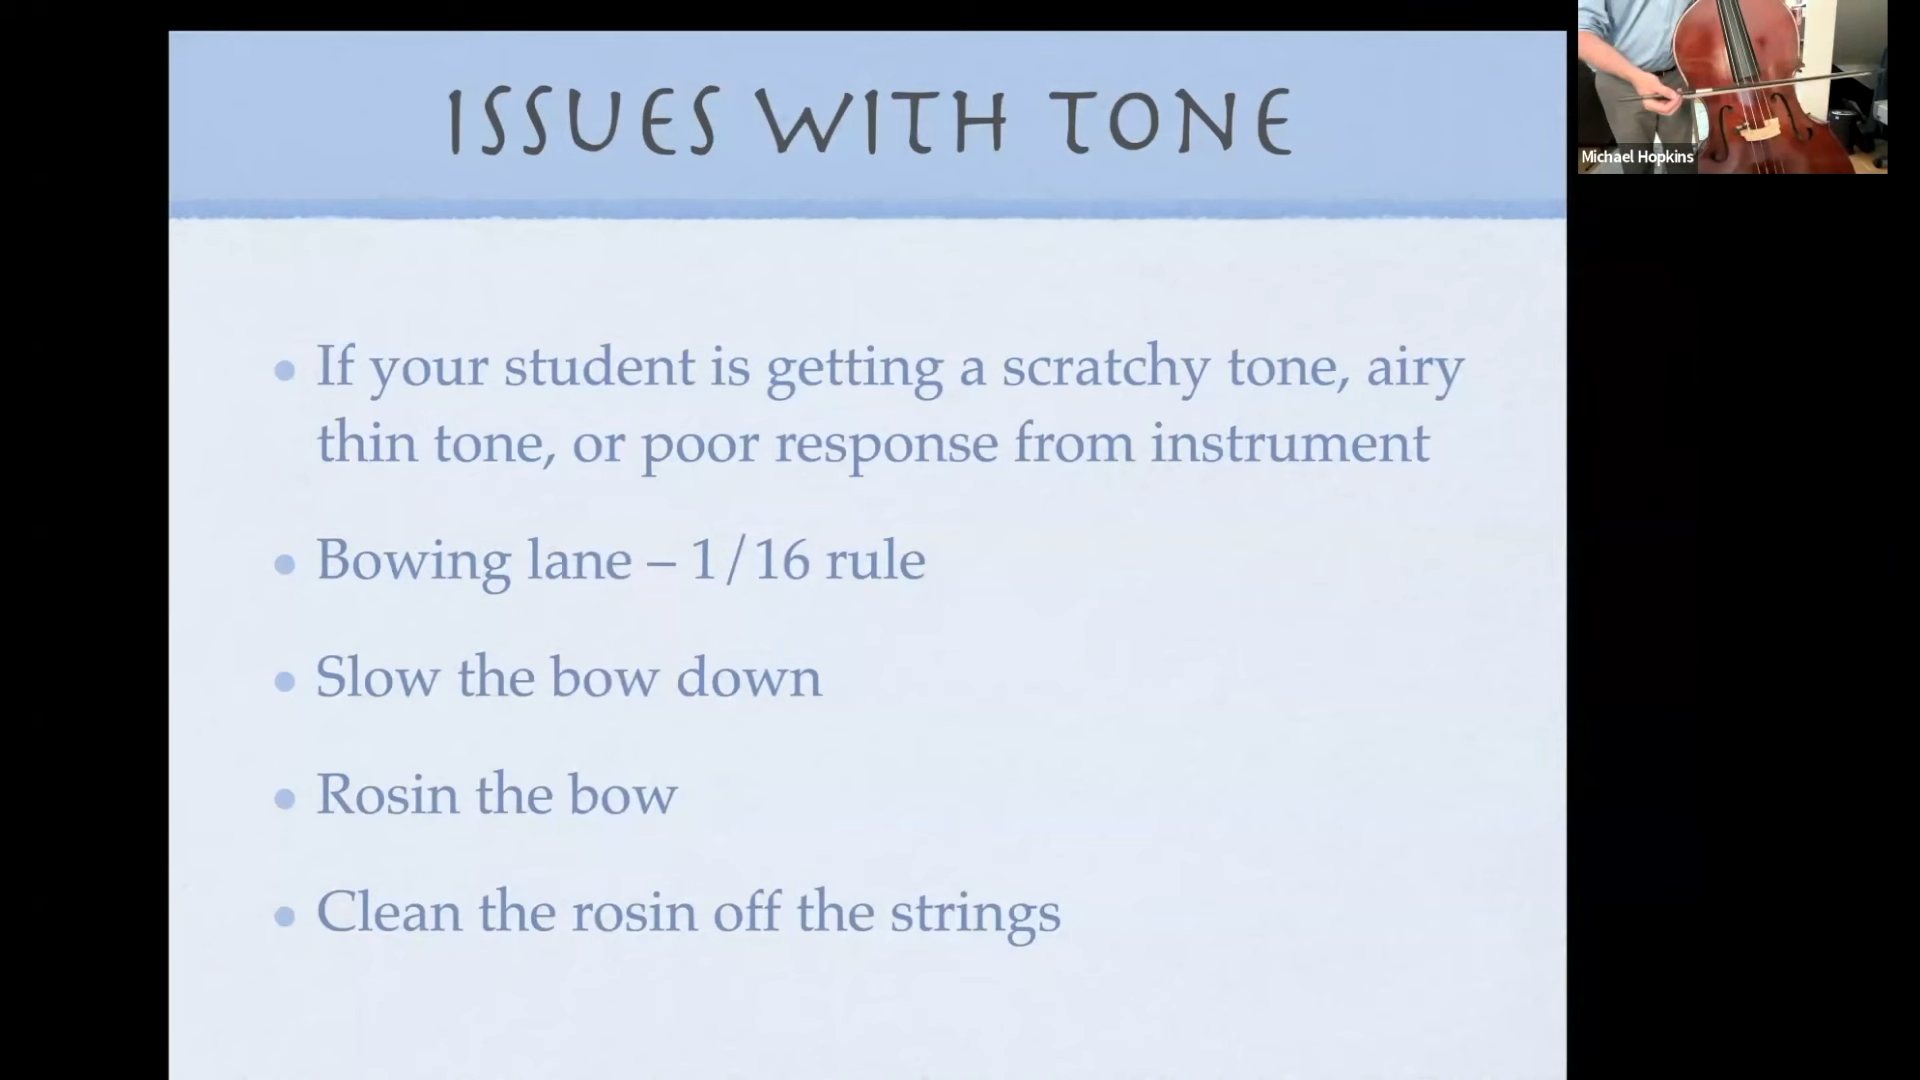 ISSUES WITH TONE
Michael Hopkins
• If your student is getting a scratchy tone, airy
thin tone, or poor response from instrument
• Bowing lane – 1/16 rule
• Slow the bow down
• Rosin the bow
• Clean the rosin off the strings